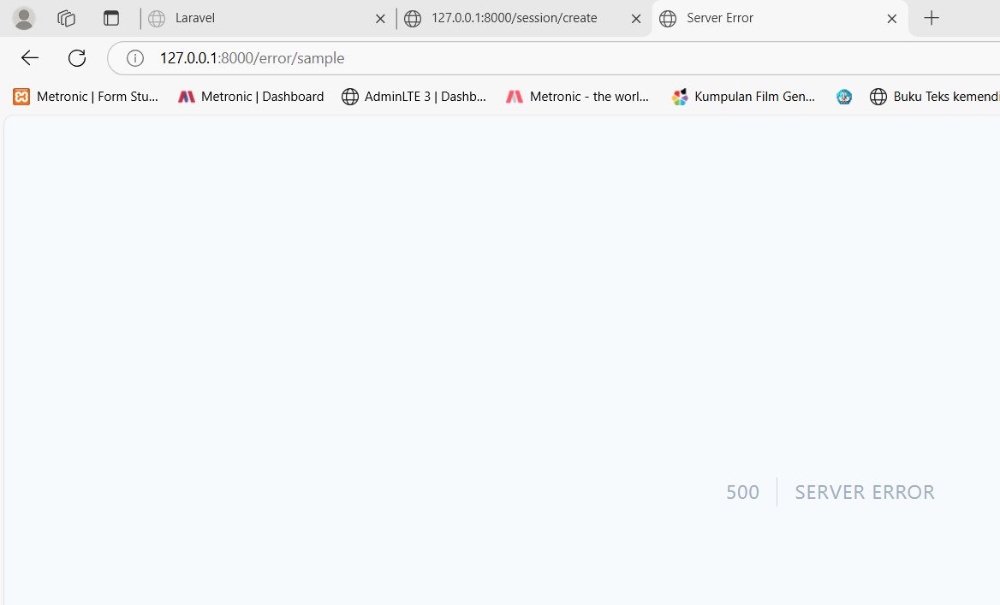 Laravel
127.0.0.1:8000/session/create
Server Error
127.0.0.1:8000/error/sample
Metronic | Form Stu...
Metronic | Dashboard
AdminLTE 3 | Dashb...
Metronic - the worl...
Kumpulan Film Gen...
Buku Teks kemendi
500
SERVER ERROR